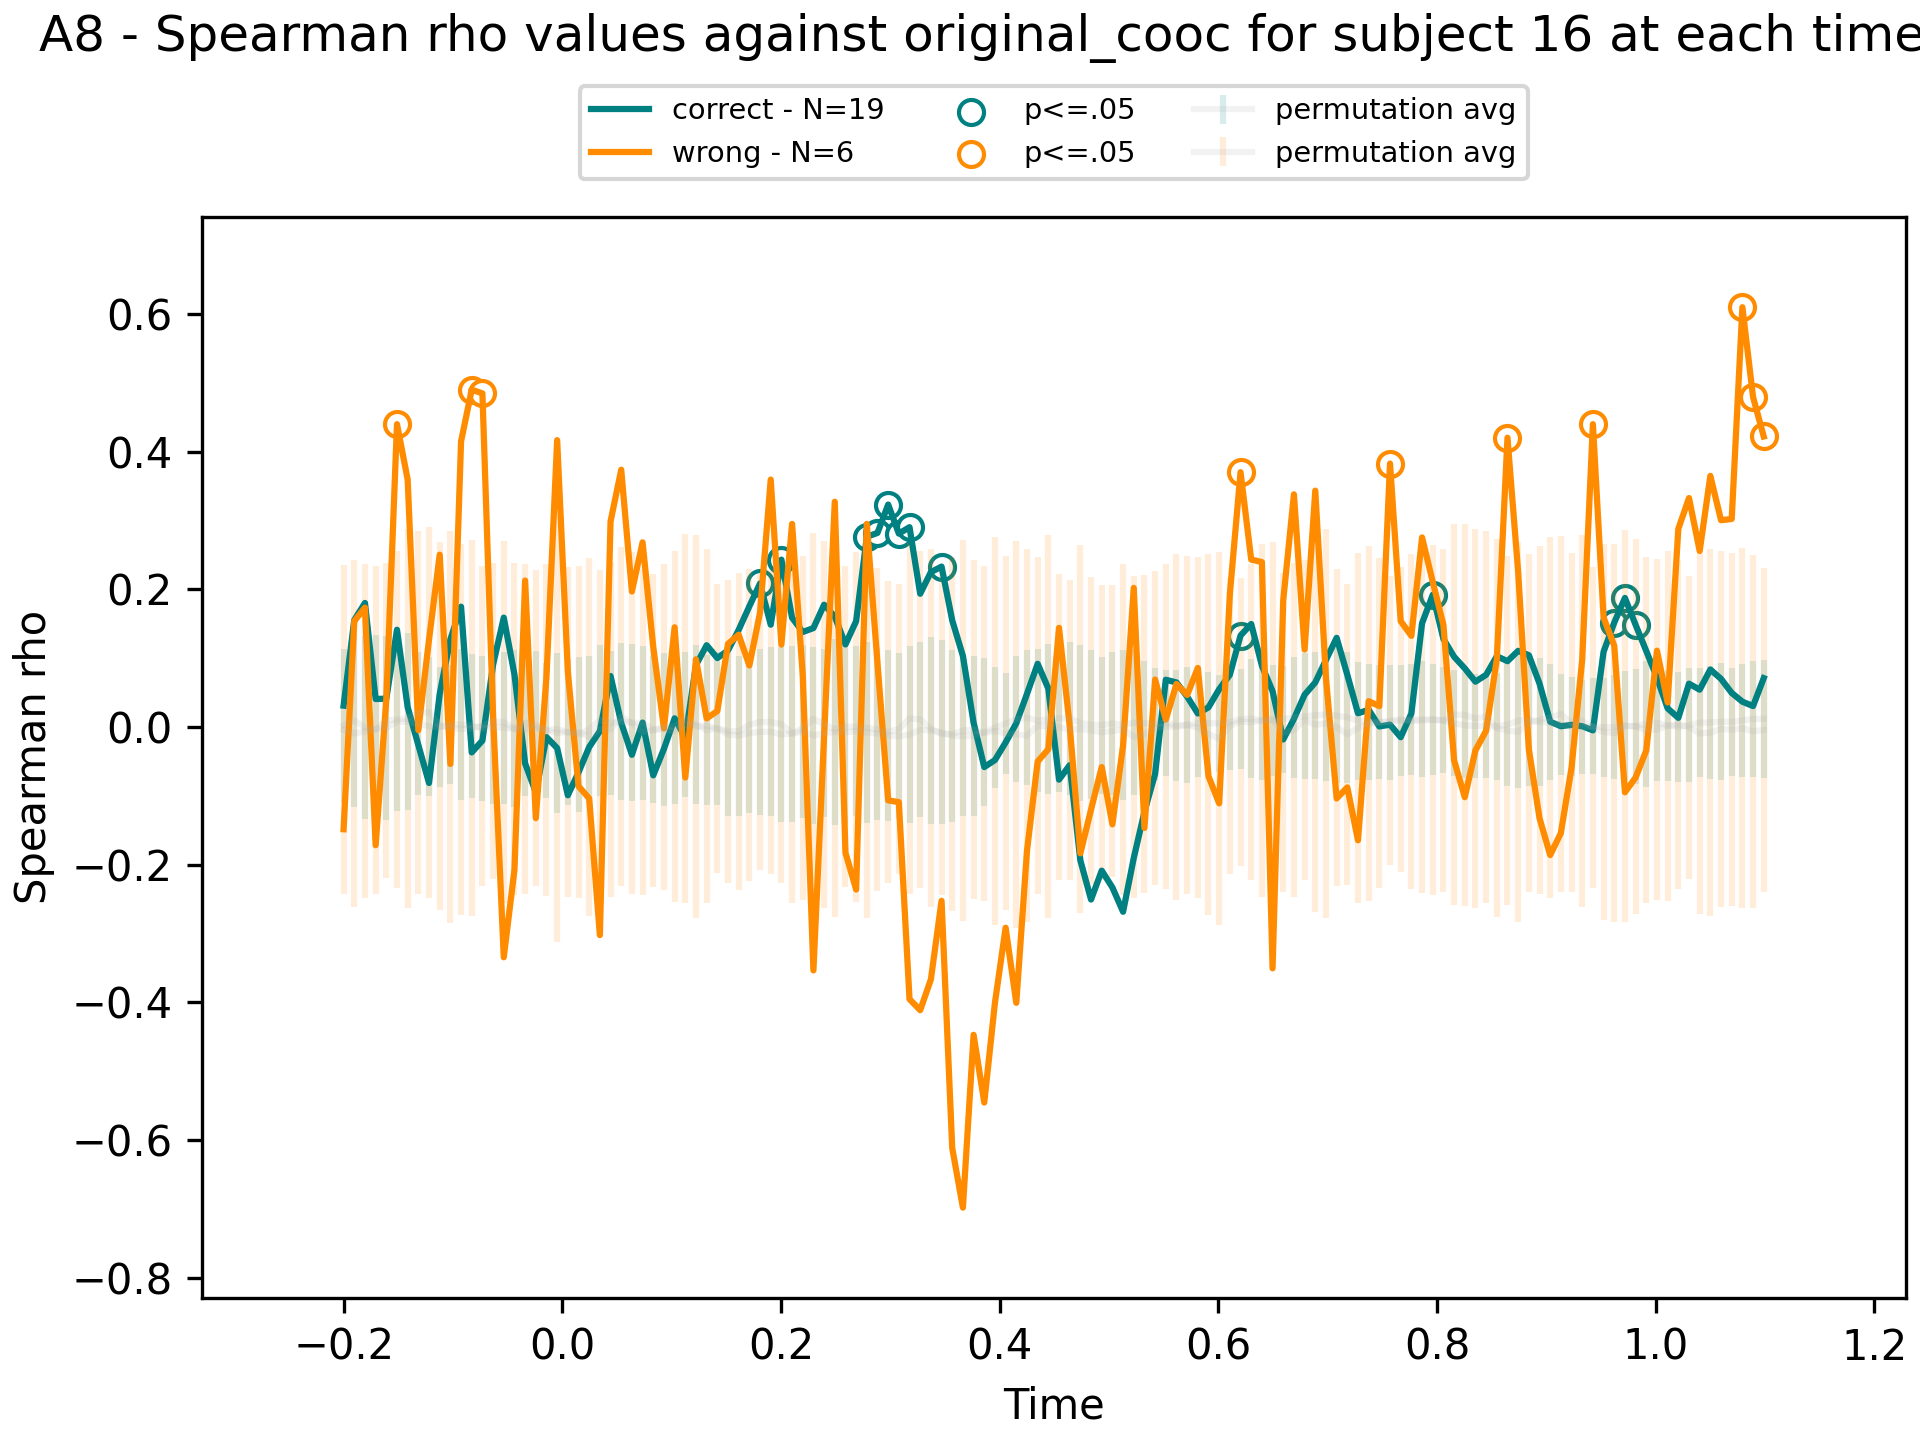 A8 - Spearman rho values against original_cooc for subject 16 at each time
correct - N=19 p<=.05 permutation avg
wrong - N=6 p<=.05 permutation avg
Spearman rho
0.6
0.4
0.2
0.0
−0.2
−0.4
−0.6
−0.8
−0.2 0.0 0.2 0.4 0.6 0.8 1.0 1.2
Time